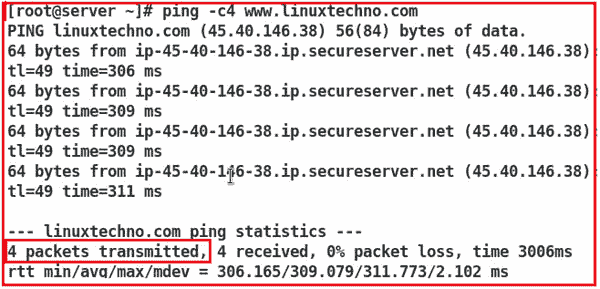 [root@server ~]# ping -c4 www.linuxtechno.com
PING linuxtechno.com (45.40.146.38) 56(84) bytes of data.
64 bytes from ip-45-40-146-38.ip.secureserver.net (45.40.146.38):
tl=49 time=306 ms
64 bytes from ip-45-40-146-38.ip.secureserver.net (45.40.146.38):
tl=49 time=309 ms
64 bytes from ip-45-40-146-38.ip.secureserver.net (45.40.146.38):
tl=49 time=309 ms
64 bytes from ip-45-40-146-38.ip.secureserver.net (45.40.146.38):
tl=49 time=311 ms
--- linuxtechno.com ping statistics ---
4 packets transmitted, 4 received, 0% packet loss, time 3006ms
rtt min/avg/max/mdev = 306.165/309.079/311.773/2.102 ms